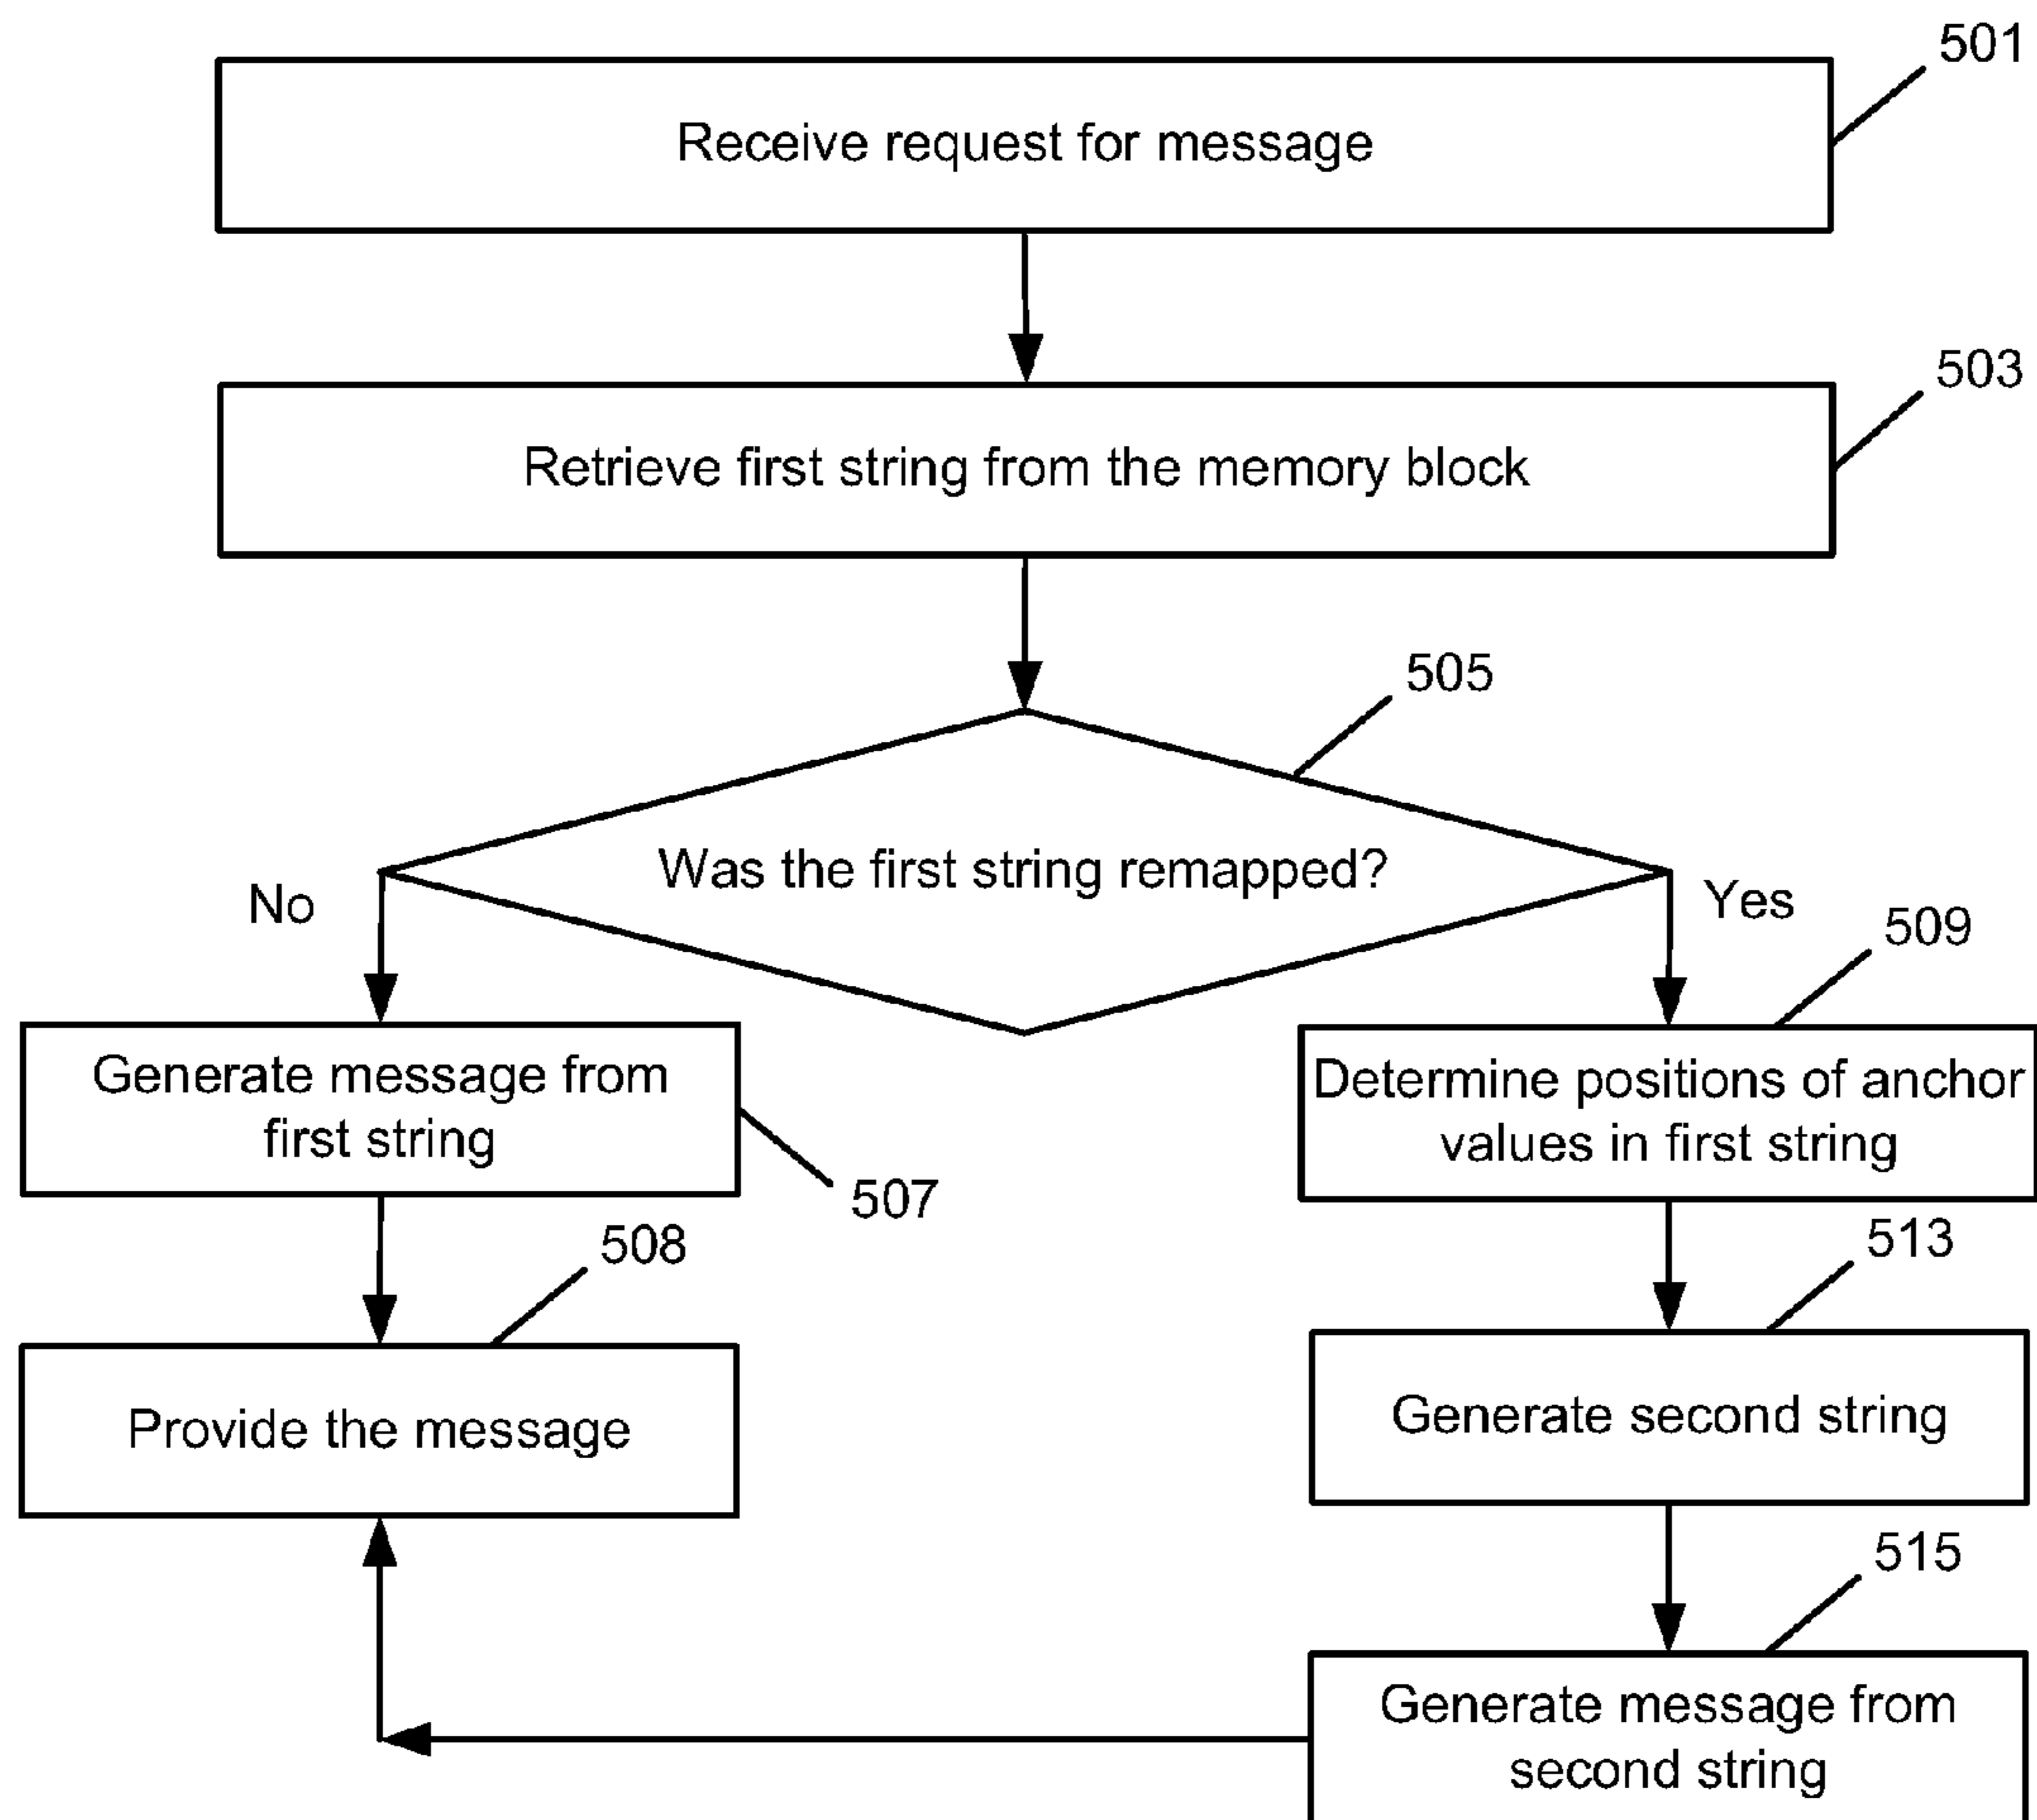 501
Receive request for message
503
Retrieve first string from the memory block
505
Was the first string remapped?
No
Yes
509
Generate message from
first string
507
Determine positions of anchor
values in first string
508
513
Provide the message
Generate second string
515
Generate message from
second string